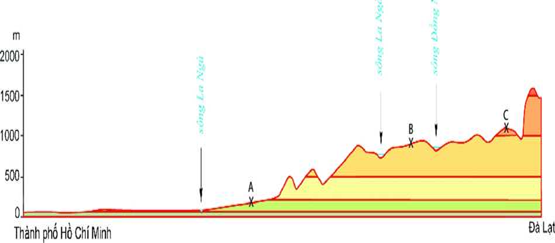 m
2000
1500
1000
500
0
sông La Ngà
sông La Ngà
sông Đồng
A
B
C
Thành phố Hồ Chí Minh
Đà Lạt